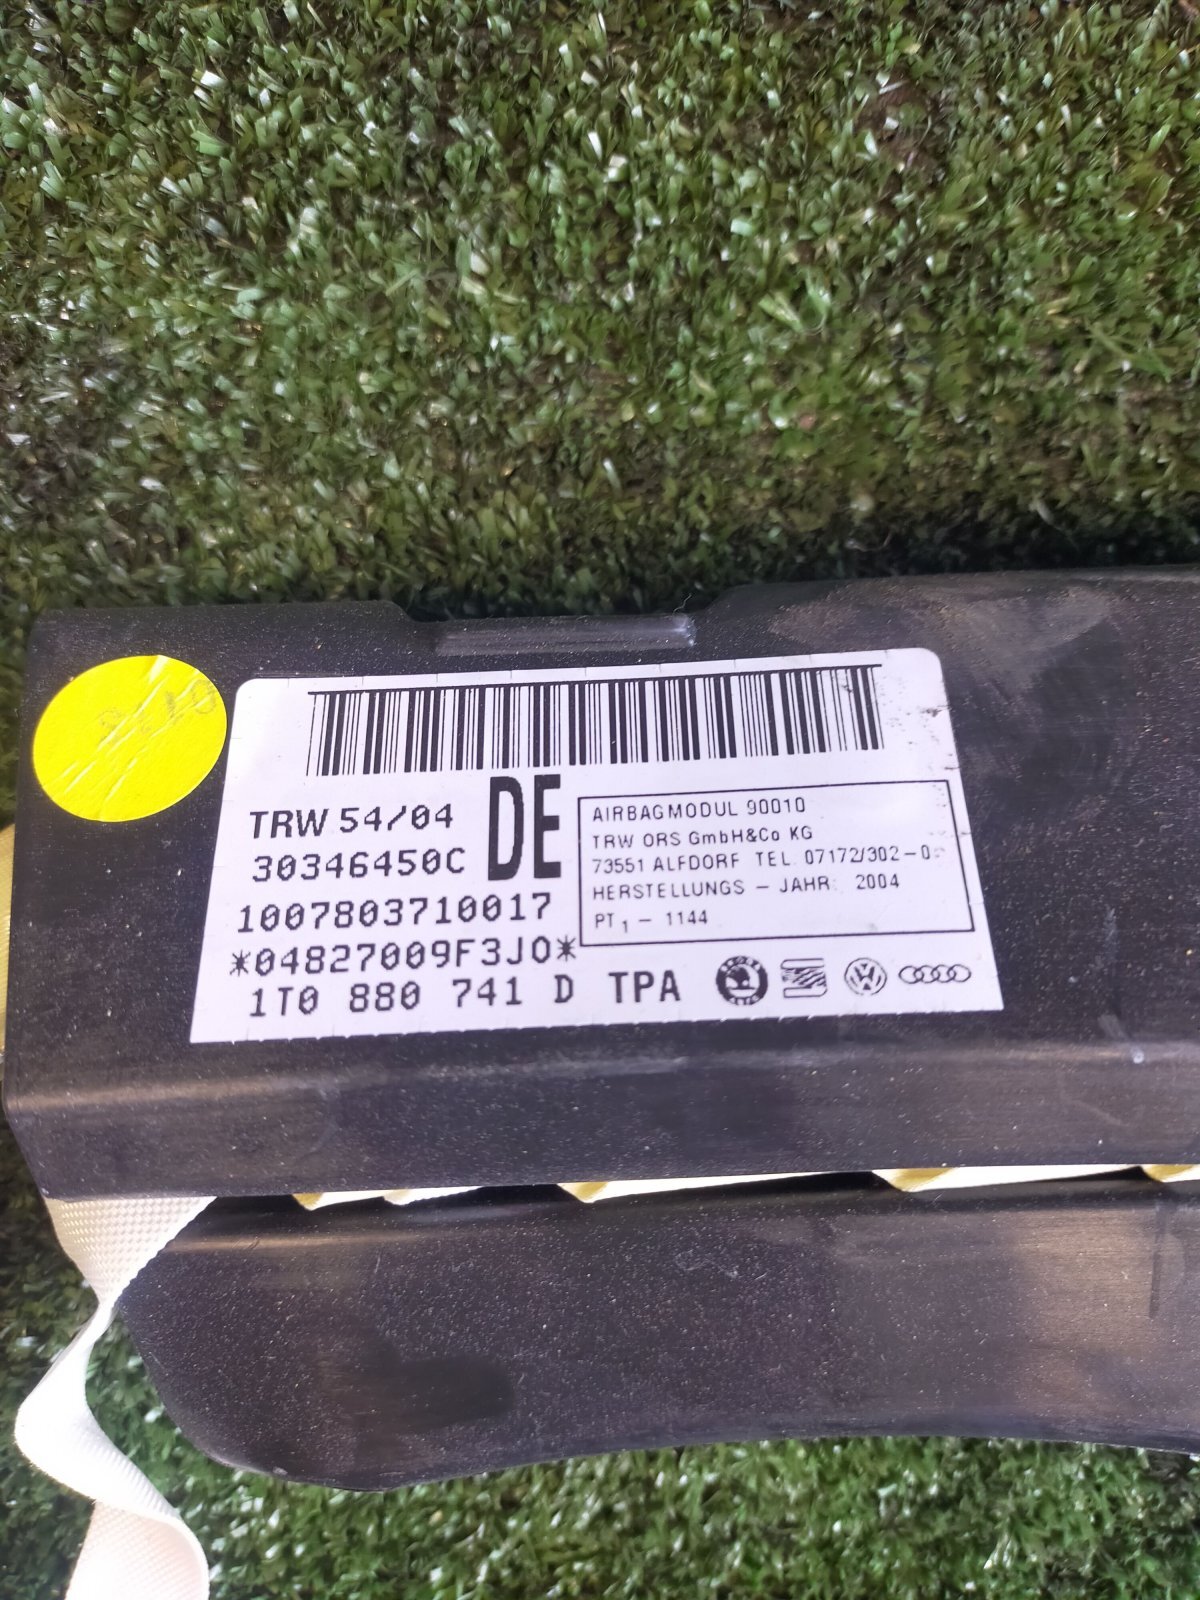 TRW 54/04
DE
30346450C
1007803710017
*04827009F3J0*
1T0 880 741 D TPA
AIRBAGMODUL 90010
TRW ORS GmbH&Co KG
73551 ALFDORF TEL. 07172/302-0
HERSTELLUNGS - JAHR: 2004
PT1 - 1144